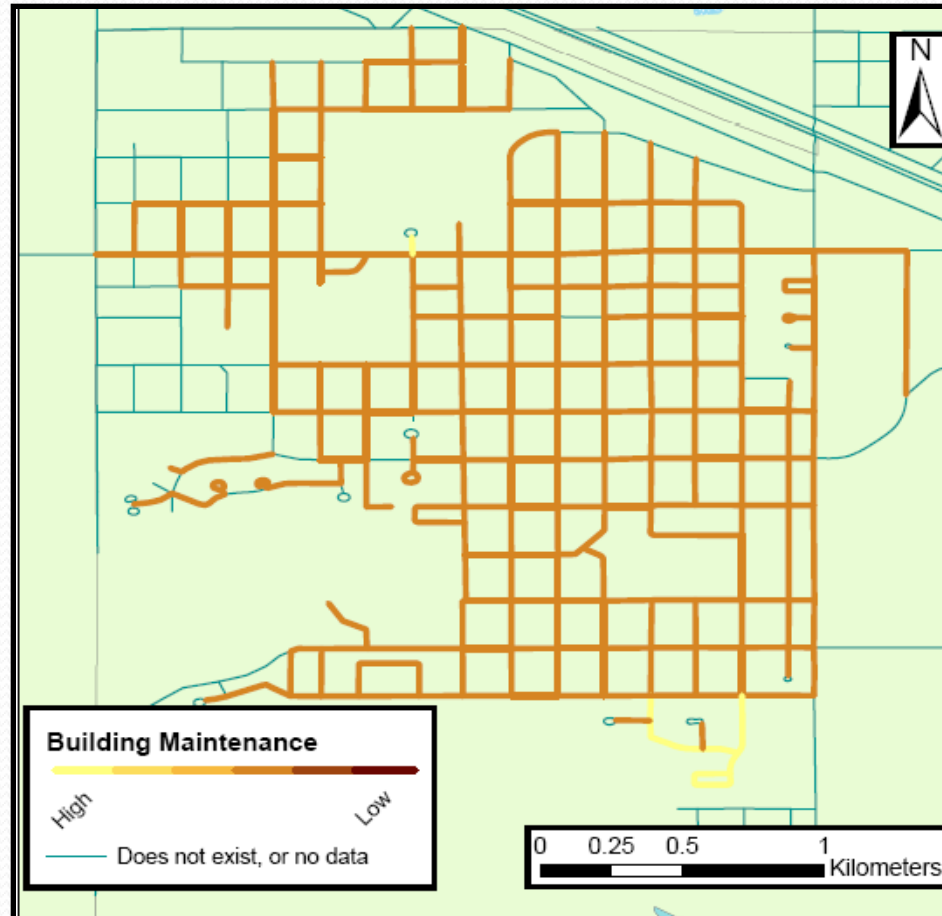 N
Building Maintenance
High
Low
Does not exist, or no data
0 0.25 0.5 1
Kilometers